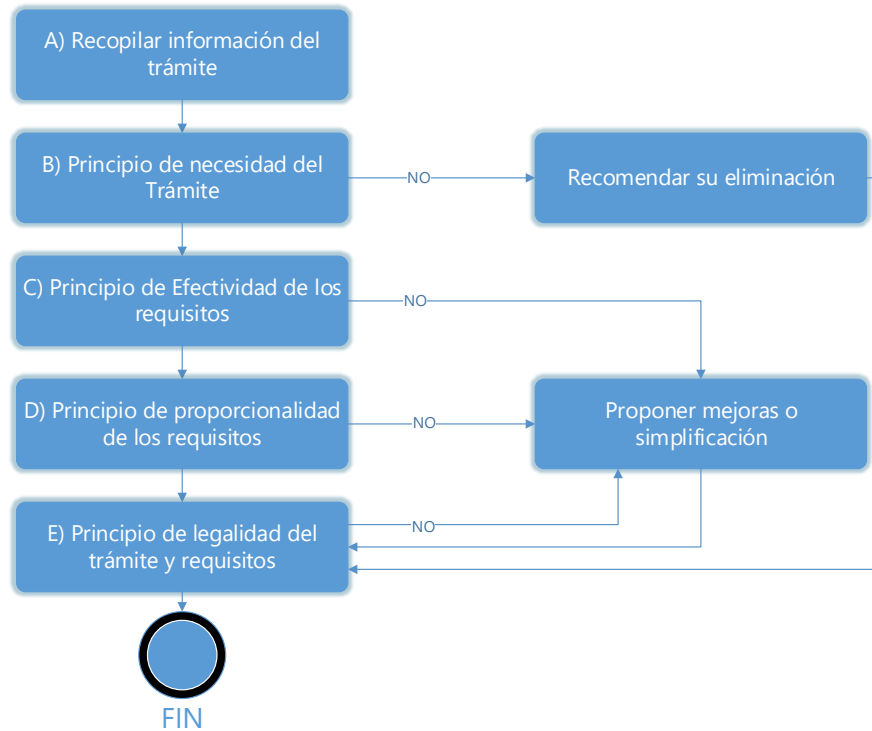 A) Recopilar información del
trámite
B) Principio de necesidad del
Trámite
NO
Recomendar su eliminación
C) Principio de Efectividad de los
requisitos
NO
D) Principio de proporcionalidad
de los requisitos
NO
Proponer mejoras o
simplificación
E) Principio de legalidad del
trámite y requisitos
NO
FIN